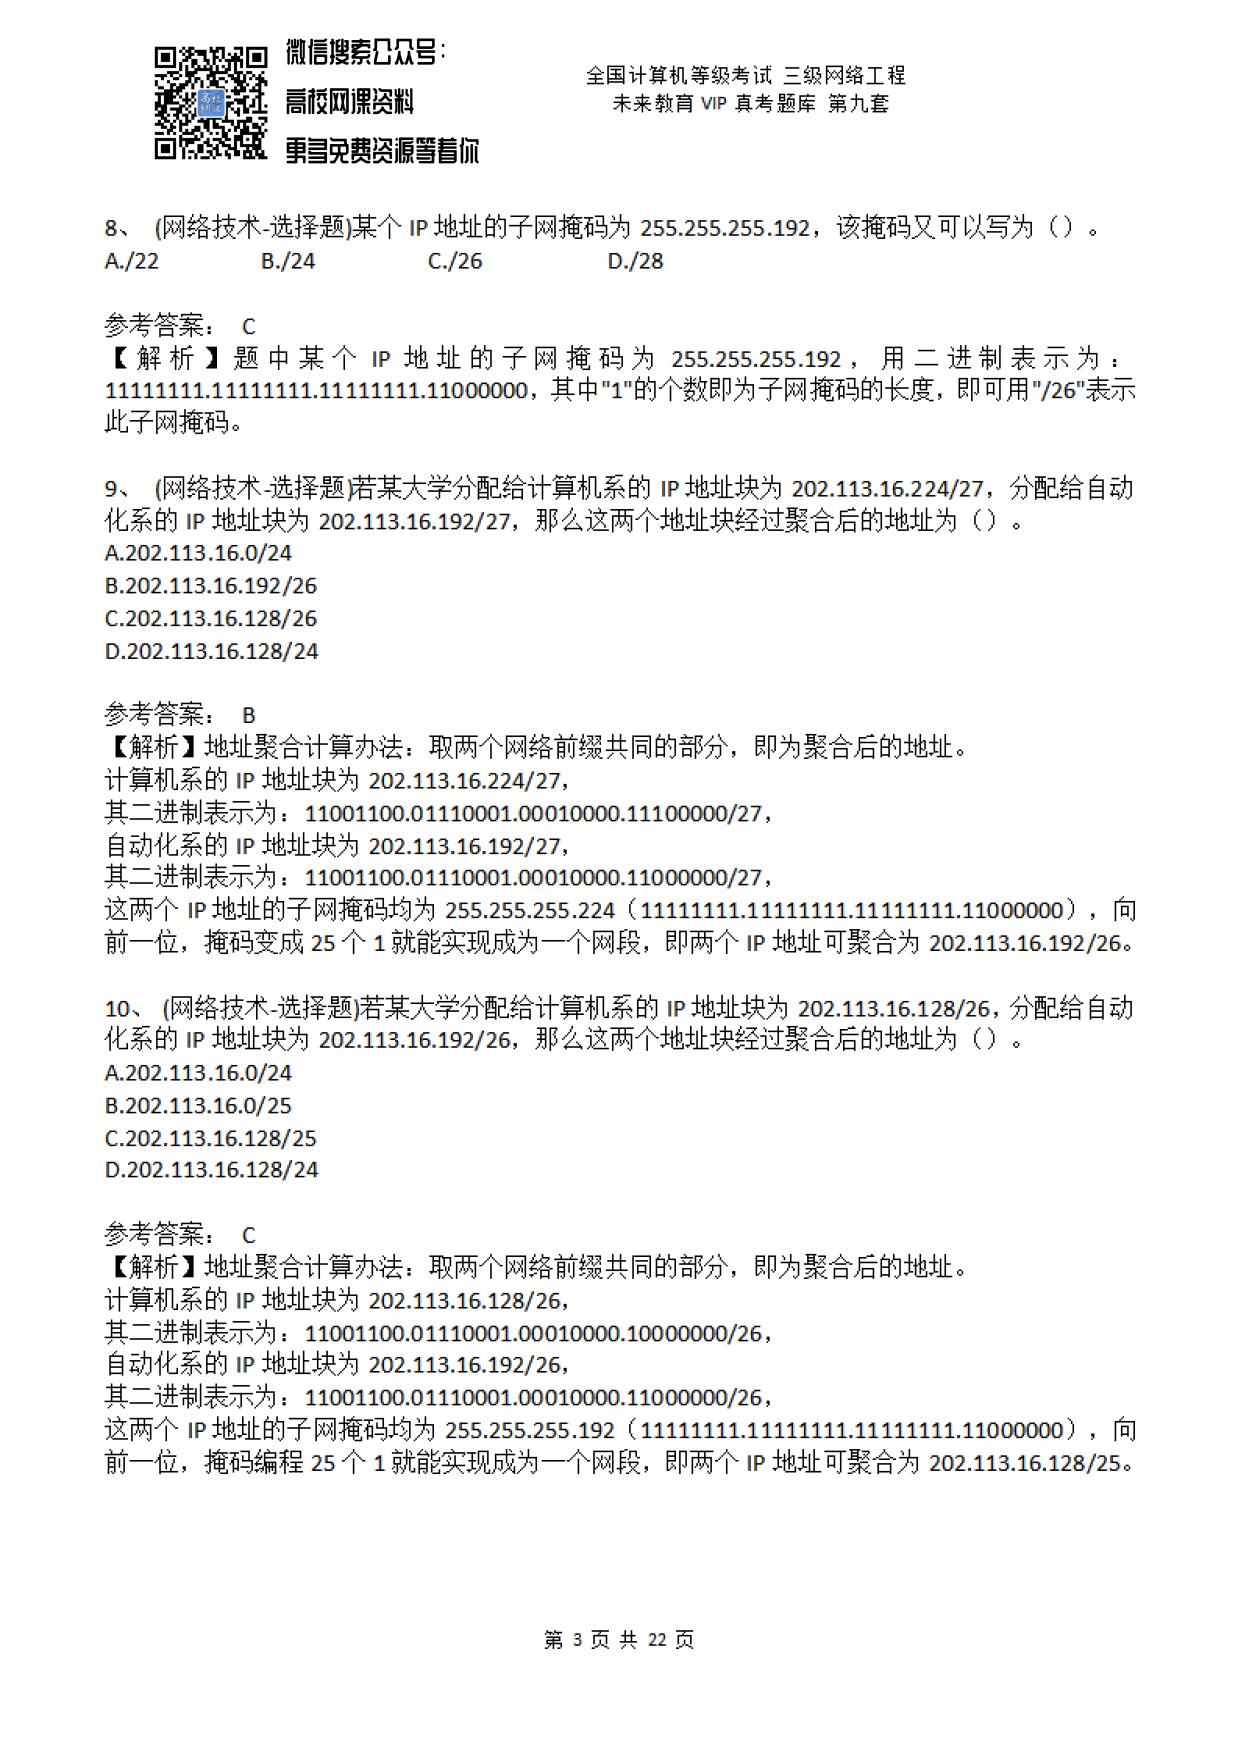 微信搜索公众号：
高校网课资料
更多免费资源等着你
全国计算机等级考试 三级网络工程
未来教育 VIP 真考题库 第九套
8、 (网络技术-选择题)某个 IP 地址的子网掩码为 255.255.255.192，该掩码又可以写为（）。
A./22 B./24 C./26 D./28
参考答案： C
【解析】题中某个 IP 地址的子网掩码为 255.255.255.192，用二进制表示为：
11111111.11111111.11111111.11000000，其中"1"的个数即为子网掩码的长度，即可用"/26"表示
此子网掩码。
9、 (网络技术-选择题)若某大学分配给计算机系的 IP 地址块为 202.113.16.224/27，分配给自动
化系的 IP 地址块为 202.113.16.192/27，那么这两个地址块经过聚合后的地址为（）。
A.202.113.16.0/24
B.202.113.16.192/26
C.202.113.16.128/26
D.202.113.16.128/24
参考答案： B
【解析】地址聚合计算办法：取两个网络前缀共同的部分，即为聚合后的地址。
计算机系的 IP 地址块为 202.113.16.224/27，
其二进制表示为：11001100.01110001.00010000.11100000/27，
自动化系的 IP 地址块为 202.113.16.192/27，
其二进制表示为：11001100.01110001.00010000.11000000/27，
这两个 IP 地址的子网掩码均为 255.255.255.224（11111111.11111111.11111111.11000000），向
前一位，掩码变成 25 个 1 就能实现成为一个网段，即两个 IP 地址可聚合为 202.113.16.192/26。
10、 (网络技术-选择题)若某大学分配给计算机系的 IP 地址块为 202.113.16.128/26，分配给自动
化系的 IP 地址块为 202.113.16.192/26，那么这两个地址块经过聚合后的地址为（）。
A.202.113.16.0/24
B.202.113.16.0/25
C.202.113.16.128/25
D.202.113.16.128/24
参考答案： C
【解析】地址聚合计算办法：取两个网络前缀共同的部分，即为聚合后的地址。
计算机系的 IP 地址块为 202.113.16.128/26，
其二进制表示为：11001100.01110001.00010000.10000000/26，
自动化系的 IP 地址块为 202.113.16.192/26，
其二进制表示为：11001100.01110001.00010000.11000000/26，
这两个 IP 地址的子网掩码均为 255.255.255.192（11111111.11111111.11111111.11000000），向
前一位，掩码编程 25 个 1 就能实现成为一个网段，即两个 IP 地址可聚合为 202.113.16.128/25。
第 3 页 共 22 页